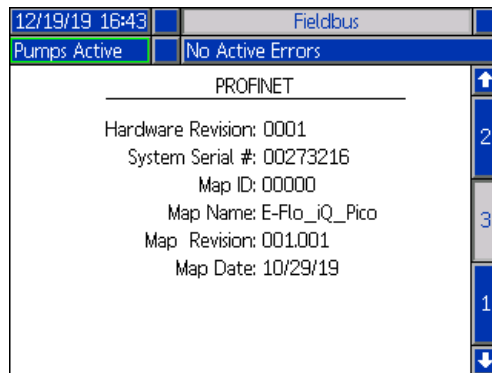 12/19/19 16:43 Fieldbus
Pumps Active No Active Errors
PROFINET
Hardware Revision: 0001
System Serial #: 00273216
Map ID: 00000
Map Name: E-Flo_iQ_Pico
Map Revision: 001.001
Map Date: 10/29/19
2
3
1